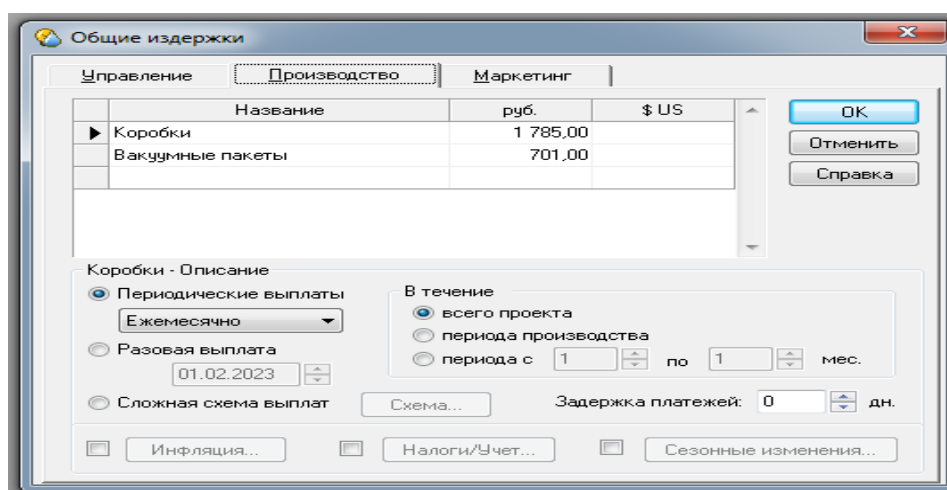 Общие издержки
Управление Производство Маркетинг
Название руб. $ US
Коробки 1 785,00
Вакуумные пакеты 701,00
OK
Отменить
Справка
Коробки - Описание
Периодические выплаты
Ежемесячно
Разовая выплата
01.02.2023
Сложная схема выплат Схема...
В течение
всего проекта
периода производства
периода с 1 по 1 мес.
Задержка платежей: 0 дн.
Инфляция... Налоги/Учет... Сезонные изменения...